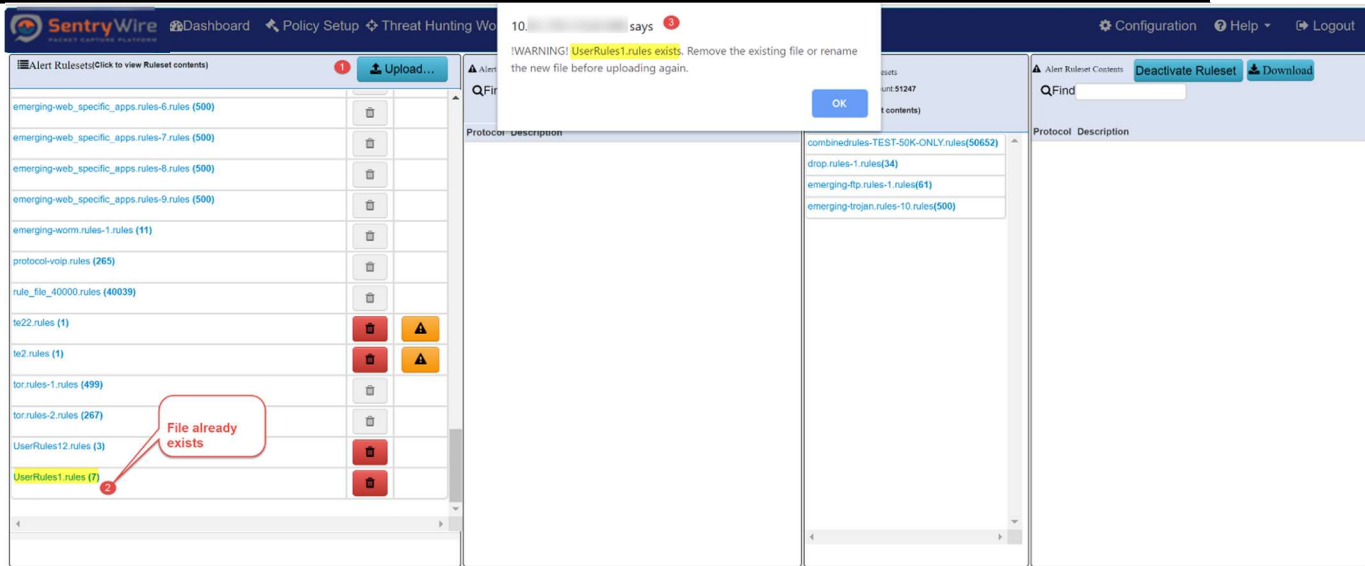 SentryWire
PACKET CAPTURE PLATFORM
Dashboard
Policy Setup
Threat Hunting Wo
Configuration
Help
Logout
10. says
3
!WARNING! UserRules1.rules exists. Remove the existing file or rename
the new file before uploading again.
OK
Alert Rulesets(Click to view Ruleset contents)
1
Upload...
emerging-web_specific_apps.rules-6.rules (500)
emerging-web_specific_apps.rules-7.rules (500)
emerging-web_specific_apps.rules-8.rules (500)
emerging-web_specific_apps.rules-9.rules (500)
emerging-worm.rules-1.rules (11)
protocol-voip.rules (265)
rule_file_40000.rules (40039)
te22.rules (1)
te2.rules (1)
tor.rules-1.rules (499)
tor.rules-2.rules (267)
UserRules12.rules (3)
UserRules1.rules (7)
File already
exists
2
Aler
Fir
Protocol Description
esets
unt:51247
t contents)
combinedrules-TEST-50K-ONLY.rules(50652)
drop.rules-1.rules(34)
emerging-ftp.rules-1.rules(61)
emerging-trojan.rules-10.rules(500)
Alert Ruleset Contents
Deactivate Ruleset
Download
Find
Protocol Description